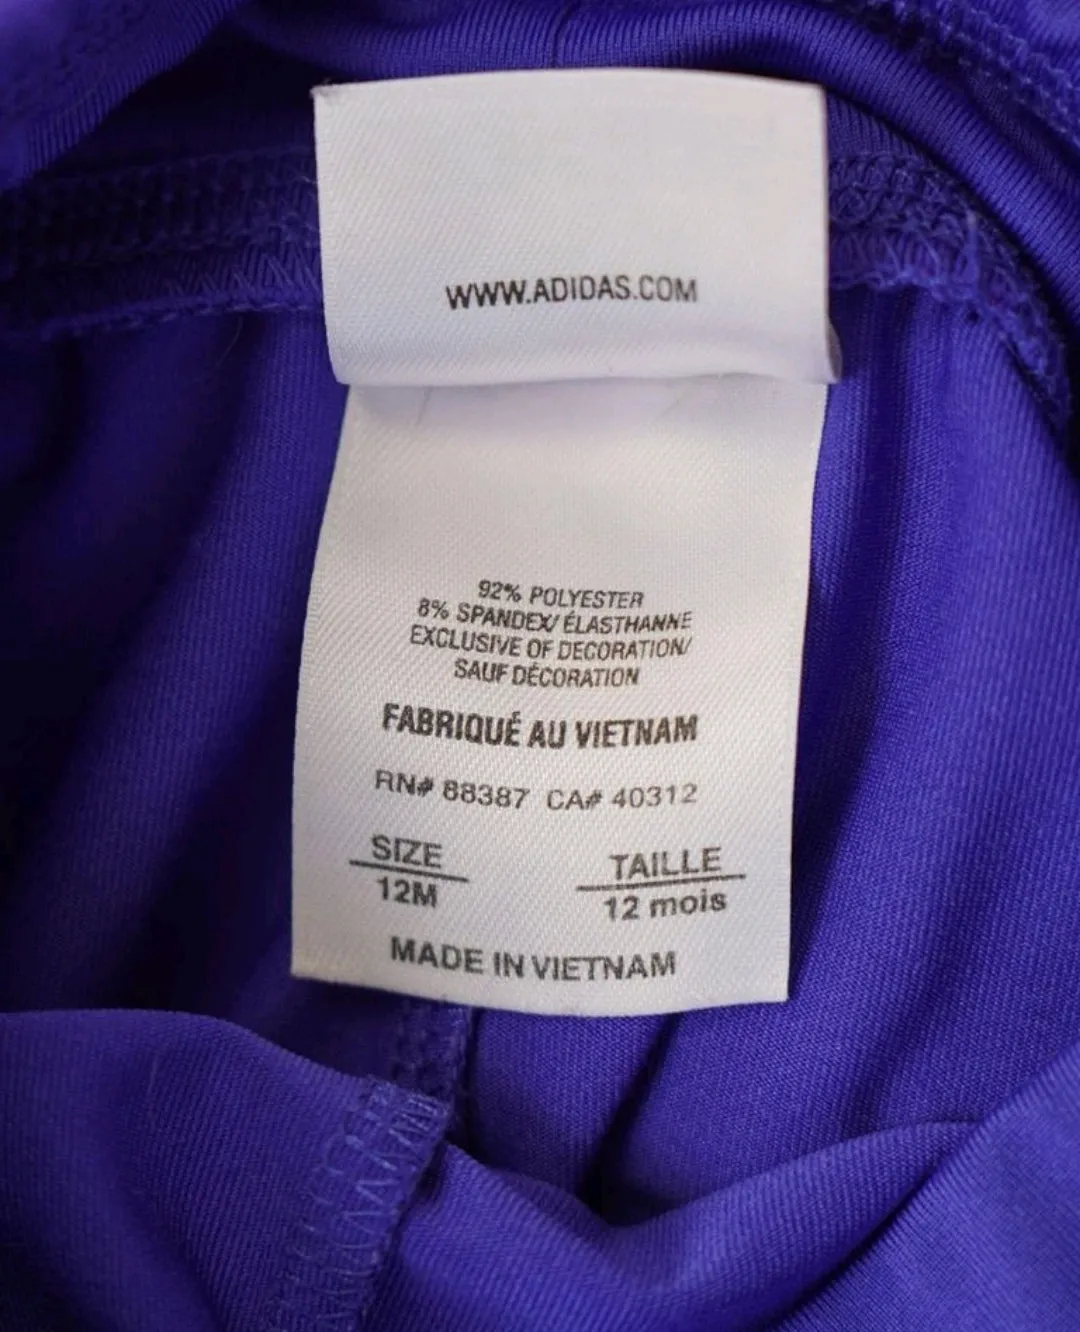 WWW.ADIDAS.COM
92% POLYESTER
8% SPANDEX/ ÉLASTHANNE
EXCLUSIVE OF DECORATION/
SAUF DÉCORATION
FABRIQUÉ AU VIETNAM
RN# 88387 CA# 40312
SIZE TAILLE
12M 12 mois
MADE IN VIETNAM